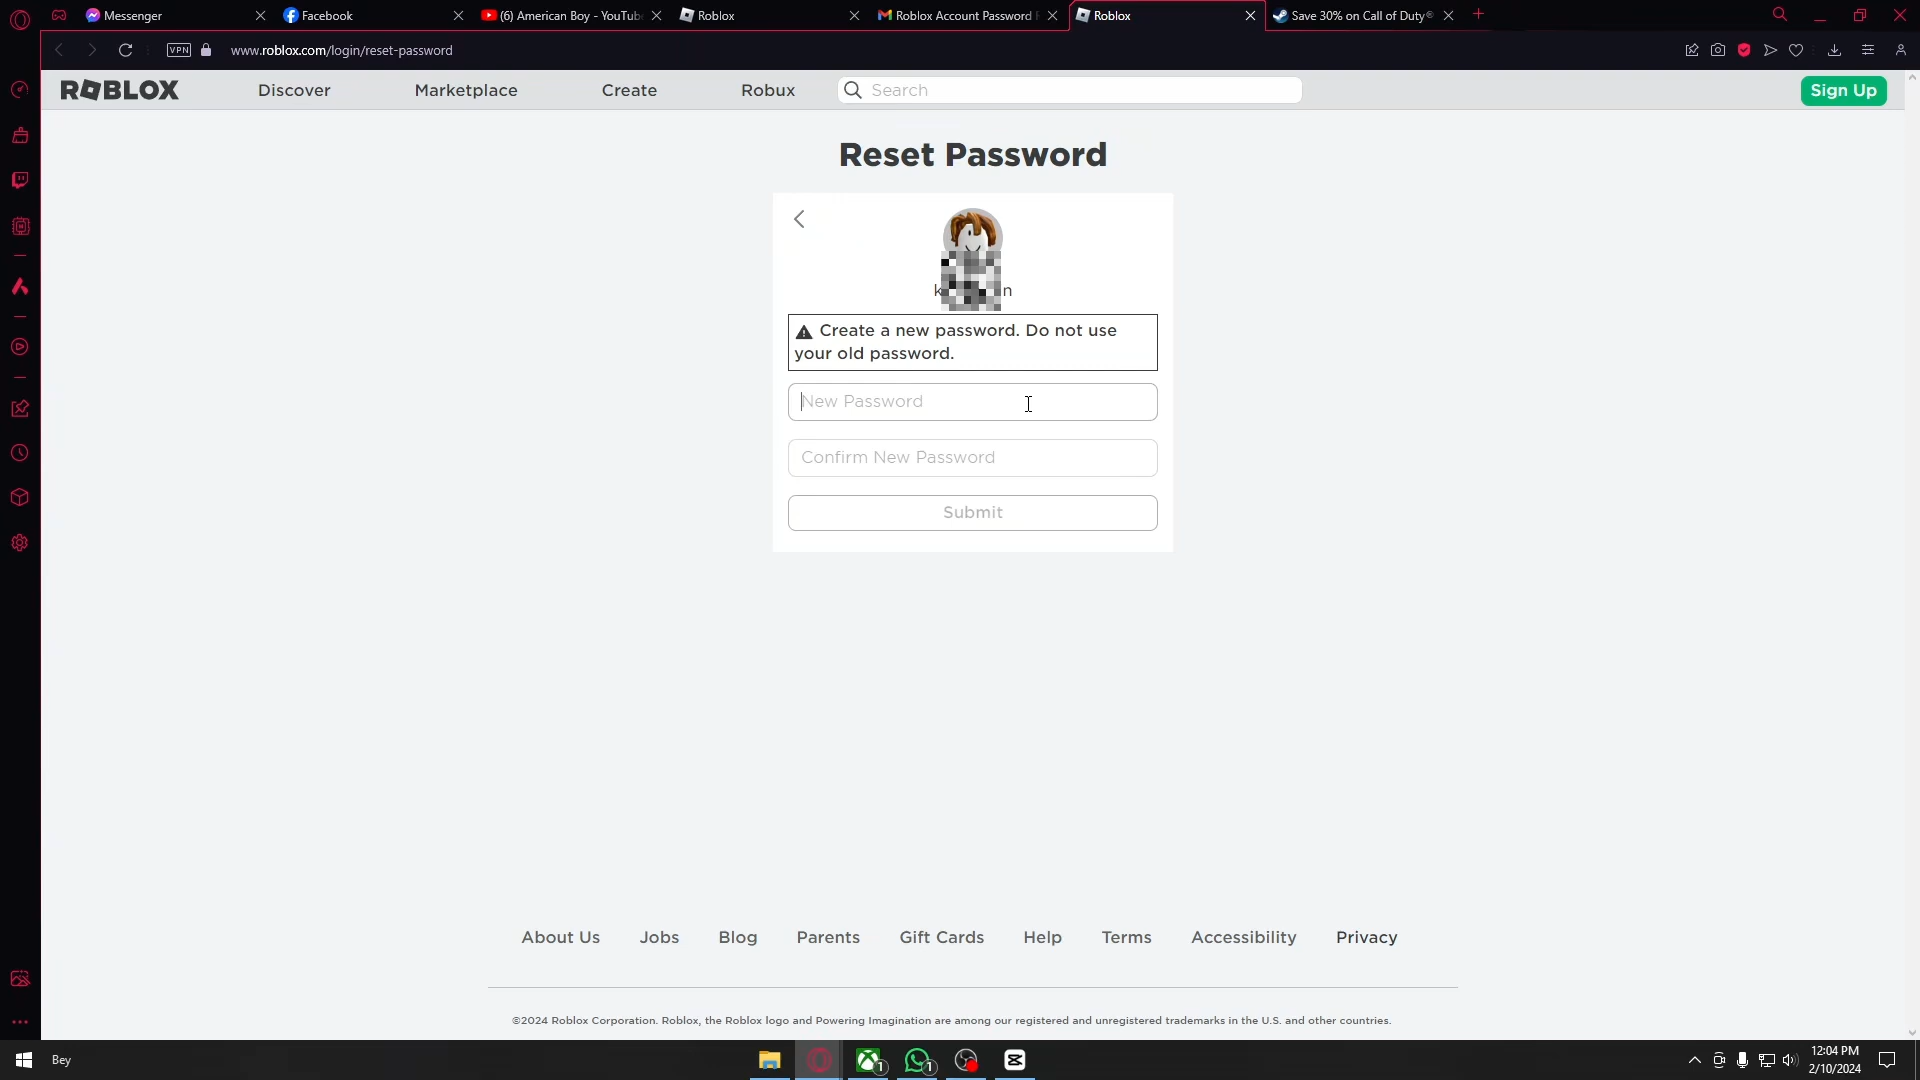 Messenger
Facebook
(6) American Boy - YouTub
Roblox
Roblox Account Password
Roblox
Save 30% on Call of Duty®
VPN
www.roblox.com/login/reset-password
ROBLOX
Discover
Marketplace
Create
Robux
Search
Sign Up
Reset Password
Create a new password. Do not use
your old password.
New Password
Confirm New Password
Submit
About Us
Jobs
Blog
Parents
Gift Cards
Help
Terms
Accessibility
Privacy
©2024 Roblox Corporation. Roblox, the Roblox logo and Powering Imagination are among our registered and unregistered trademarks in the U.S. and other countries.
Bey
1
1
12:04 PM
2/10/2024